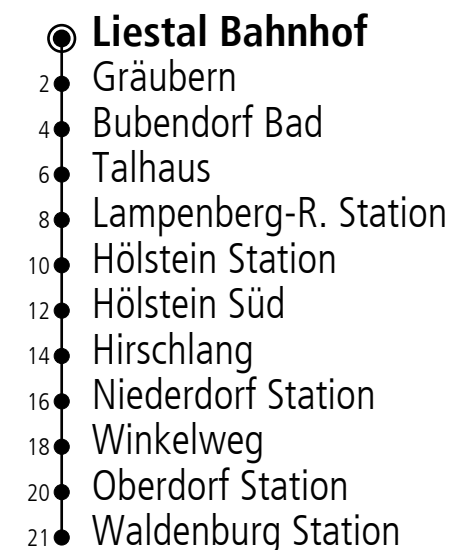 Liestal Bahnhof
2 Gräubern
4 Bubendorf Bad
6 Talhaus
8 Lampenberg-R. Station
10 Hölstein Station
12 Hölstein Süd
14 Hirschlang
16 Niederdorf Station
18 Winkelweg
20 Oberdorf Station
21 Waldenburg Station